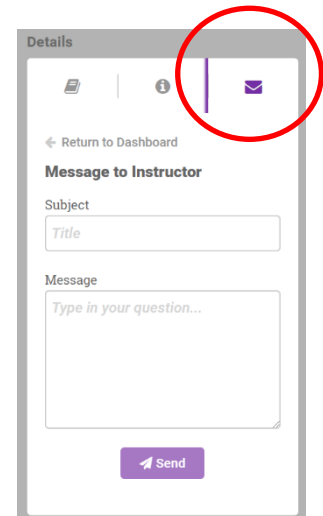 Details
Return to Dashboard
Message to Instructor
Subject
Title
Message
Type in your question...
Send